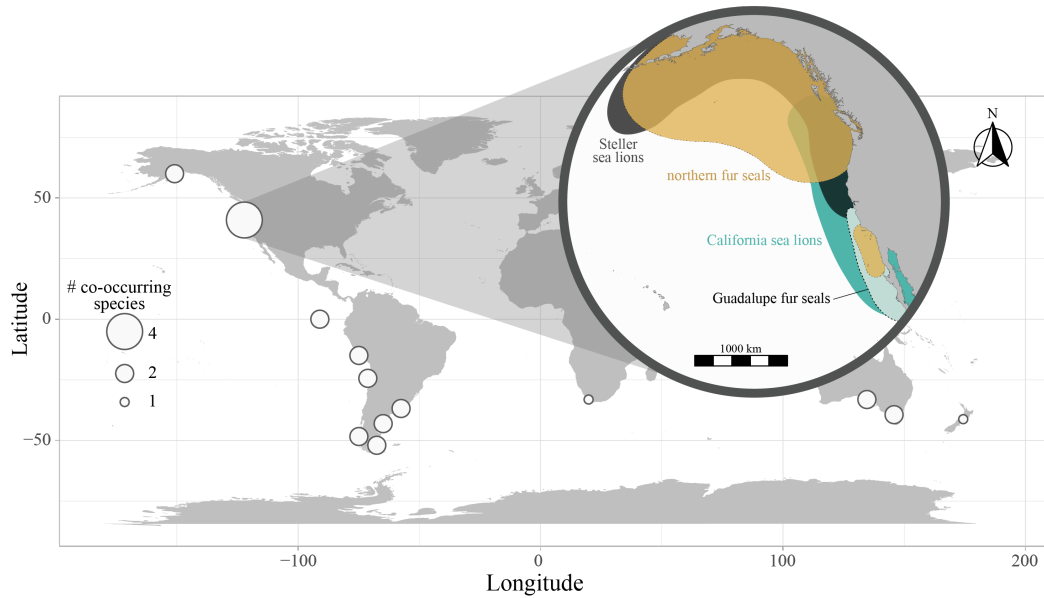 N
Steller
sea lions
northern fur seals
California sea lions
Guadalupe fur seals
1000 km
Latitude
50
0
−50
# co-occurring
species
4
2
1
−100
0
100
200
Longitude